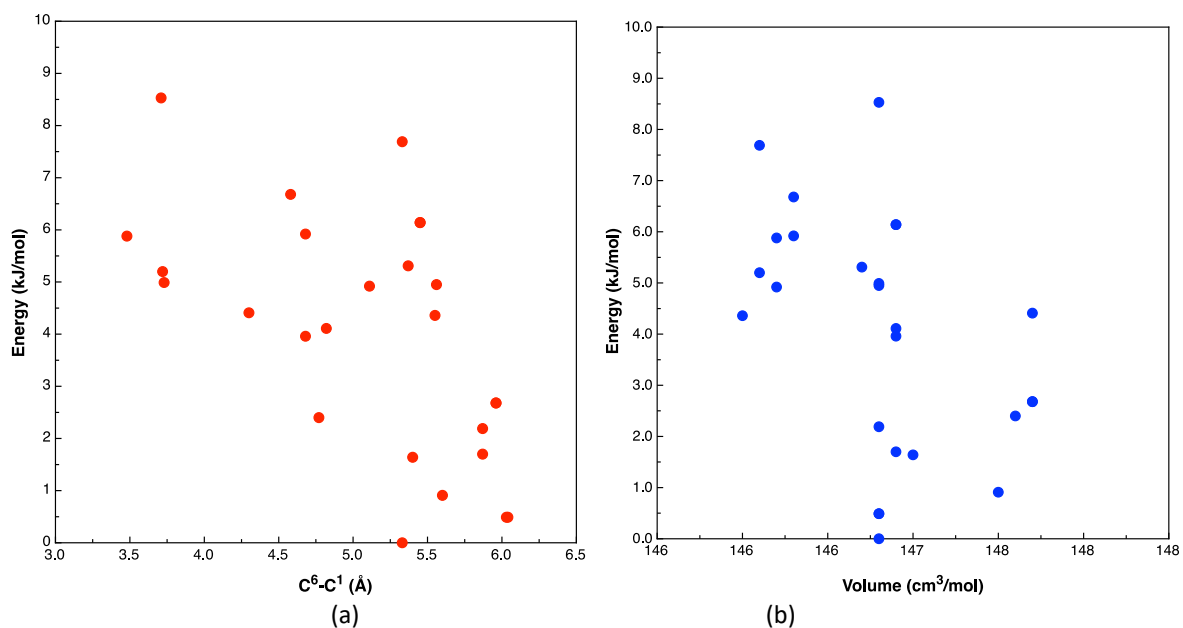 10
9
8
7
6
5
4
3
2
1
0
3.0 3.5 4.0 4.5 5.0 5.5 6.0 6.5
Energy (kJ/mol)
C⁶-C¹ (Å)
(a)
10.0
9.0
8.0
7.0
6.0
5.0
4.0
3.0
2.0
1.0
0.0
146 146 146 147 148 148 148
Energy (kJ/mol)
Volume (cm³/mol)
(b)